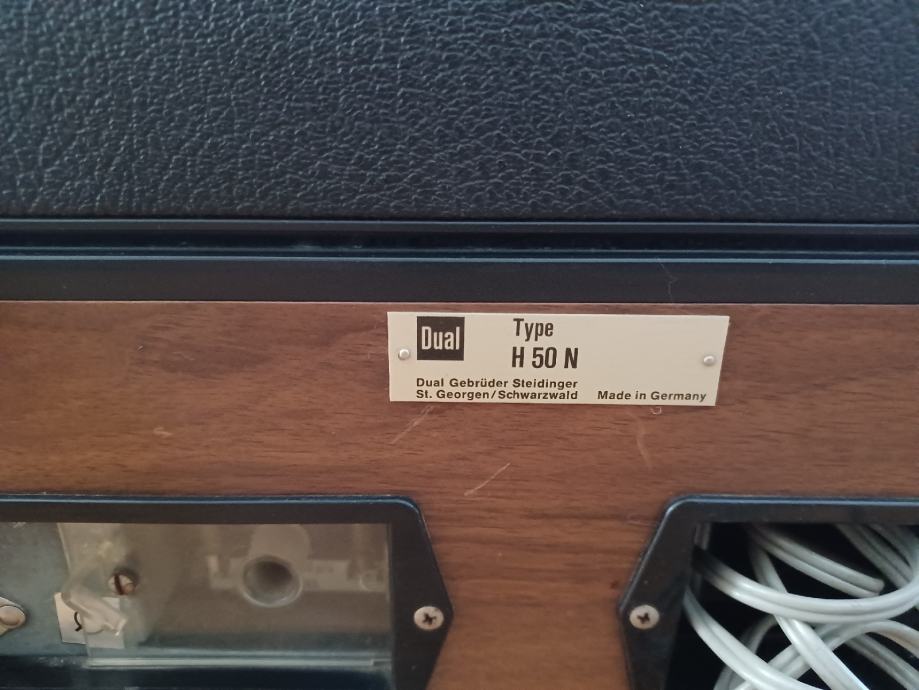 Dual
Type
H 50 N
Dual Gebrüder Steidinger
St. Georgen/Schwarzwald Made in Germany